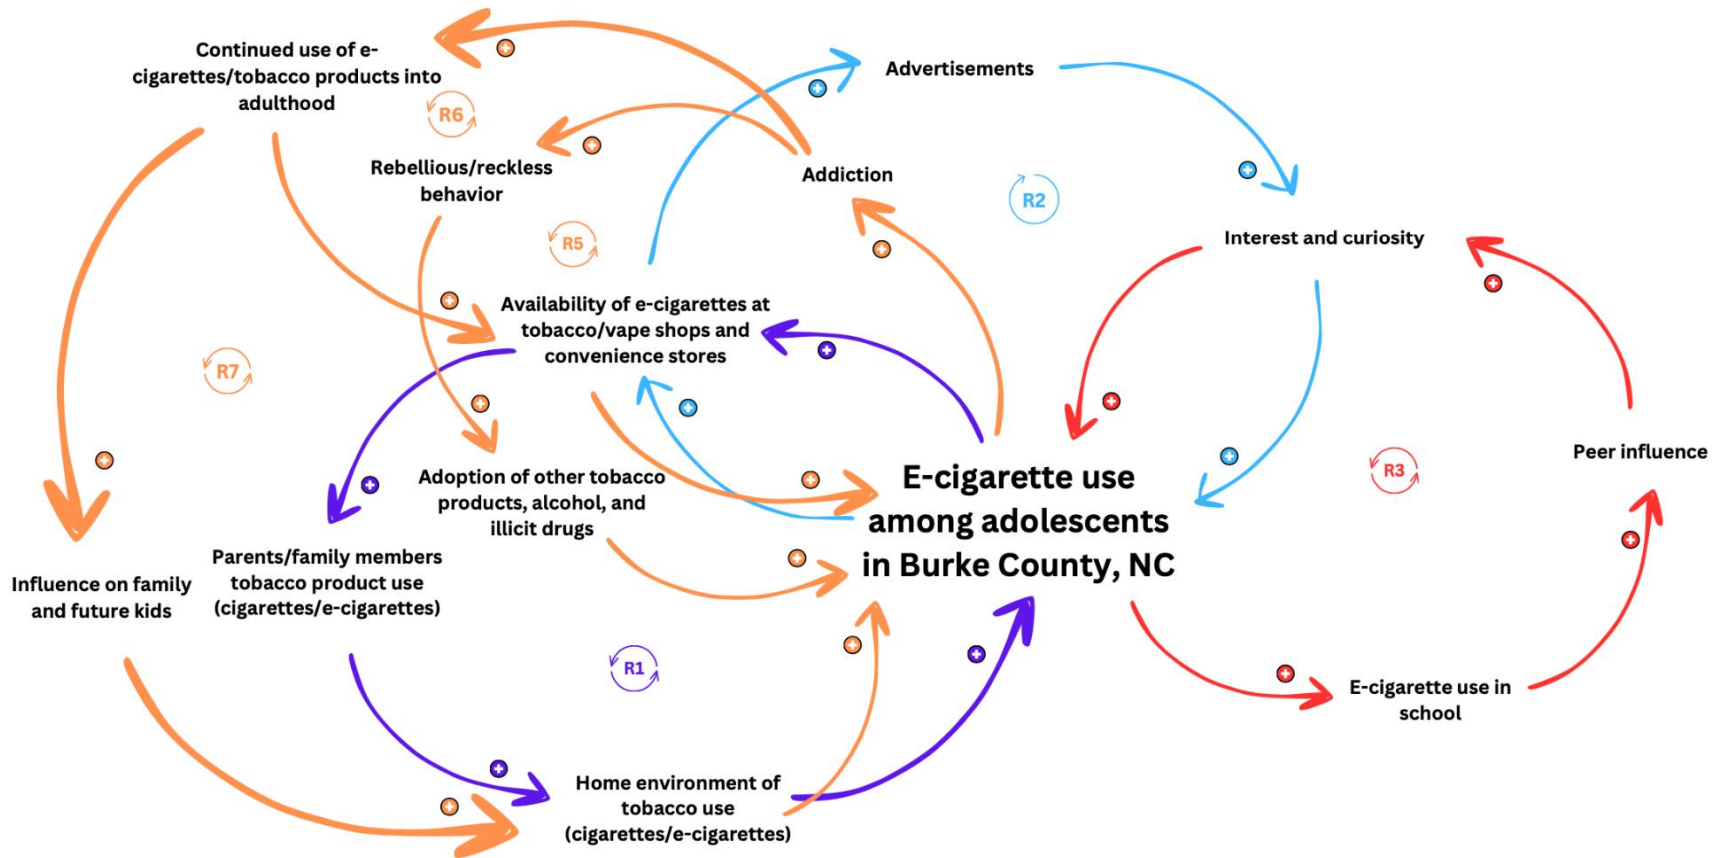 Continued use of e-
cigarettes/tobacco products into
adulthood
Advertisements
R6
Rebellious/reckless
behavior
Addiction
R2
R5
Interest and curiosity
Availability of e-cigarettes at
tobacco/vape shops and
convenience stores
R7
Peer influence
R3
E-cigarette use
among adolescents
in Burke County, NC
Adoption of other tobacco
products, alcohol, and
illicit drugs
Parents/family members
tobacco product use
(cigarettes/e-cigarettes)
Influence on family
and future kids
R1
E-cigarette use in
school
Home environment of
tobacco use
(cigarettes/e-cigarettes)